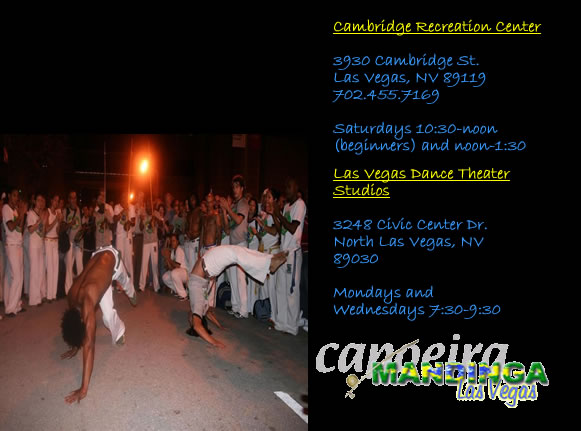 Cambridge Recreation Center
3930 Cambridge St.
Las Vegas, NV 89119
702.455.7169
Saturdays 10:30-noon
(beginners) and noon-1:30
Las Vegas Dance Theater
Studios
3248 Civic Center Dr.
North Las Vegas, NV
89030
Mondays and
Wednesdays 7:30-9:30
capoeira
MANDINGA
Las Vegas